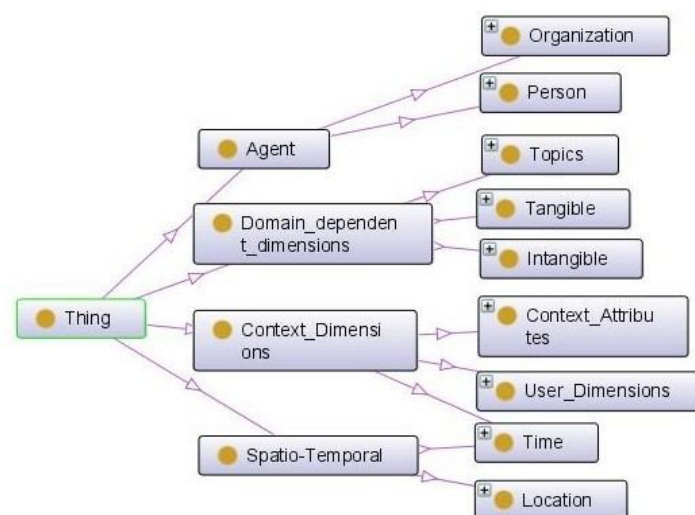 Organization
Person
Agent
Topics
Domain_dependen
t_dimensions
Tangible
Intangible
Thing
Context_Dimensi
ons
Context_Attribu
tes
User_Dimensions
Time
Spatio-Temporal
Location